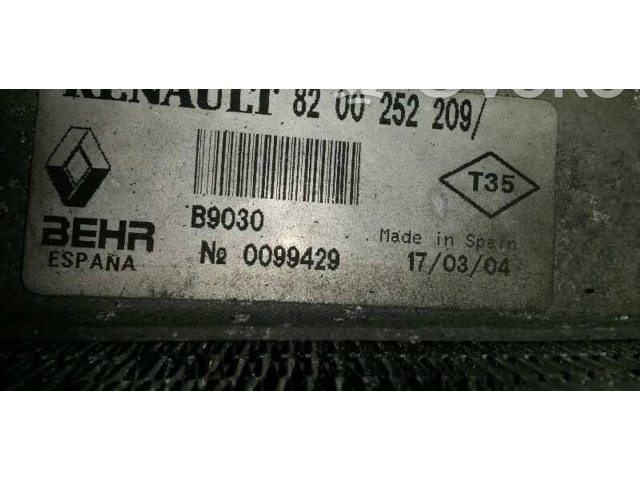 RENAULT 82 00 252 209/
T35
BEHR
ESPAÑA
B9030
№ 0099429
Made in Spain
17/03/04